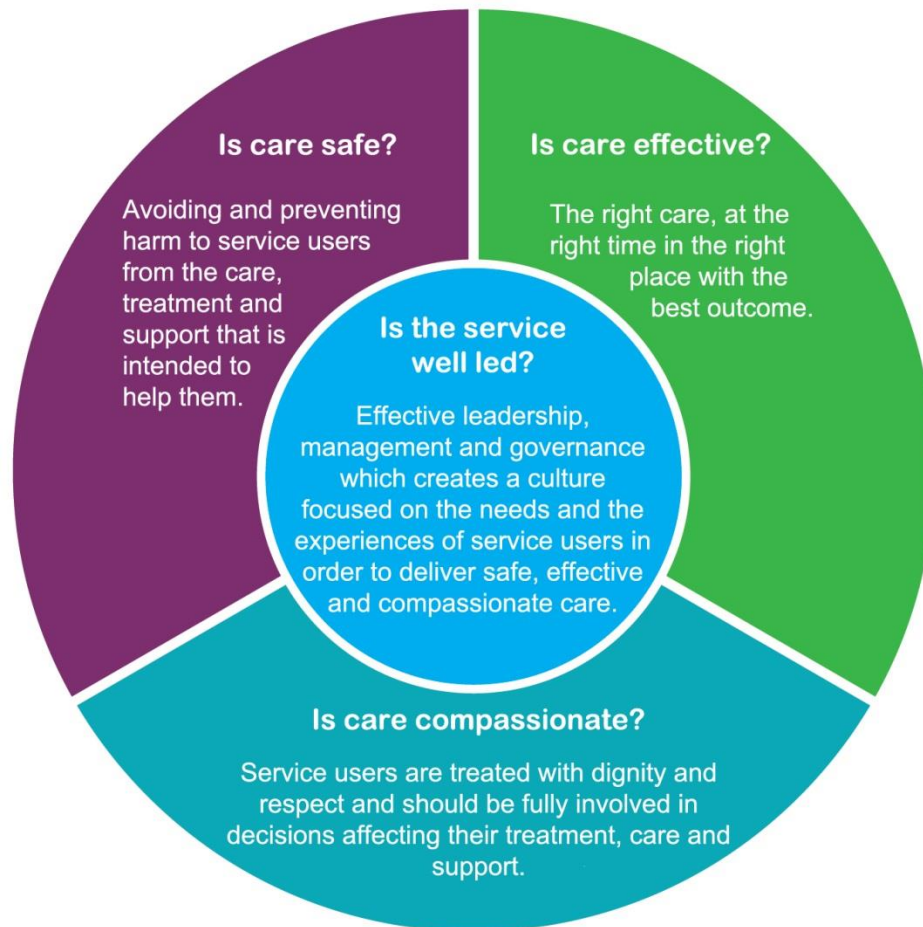 Is care safe?
Avoiding and preventing
harm to service users
from the care,
treatment and
support that is
intended to
help them.
Is care effective?
The right care, at the
right time in the right
place with the
best outcome.
Is the service
well led?
Effective leadership,
management and governance
which creates a culture
focused on the needs and the
experiences of service users in
order to deliver safe, effective
and compassionate care.
Is care compassionate?
Service users are treated with dignity and
respect and should be fully involved in
decisions affecting their treatment, care and
support.